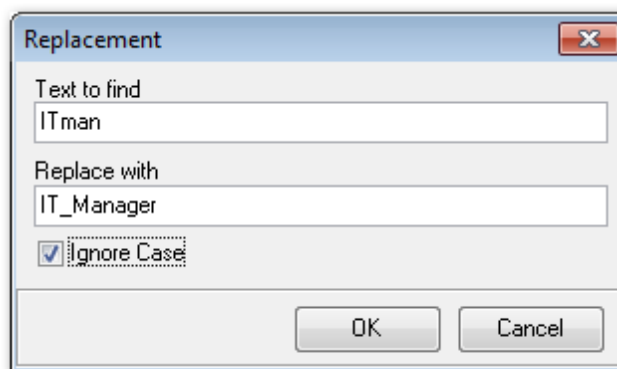 Replacement
Text to find
ITman
Replace with
IT_Manager
Ignore Case
OK Cancel